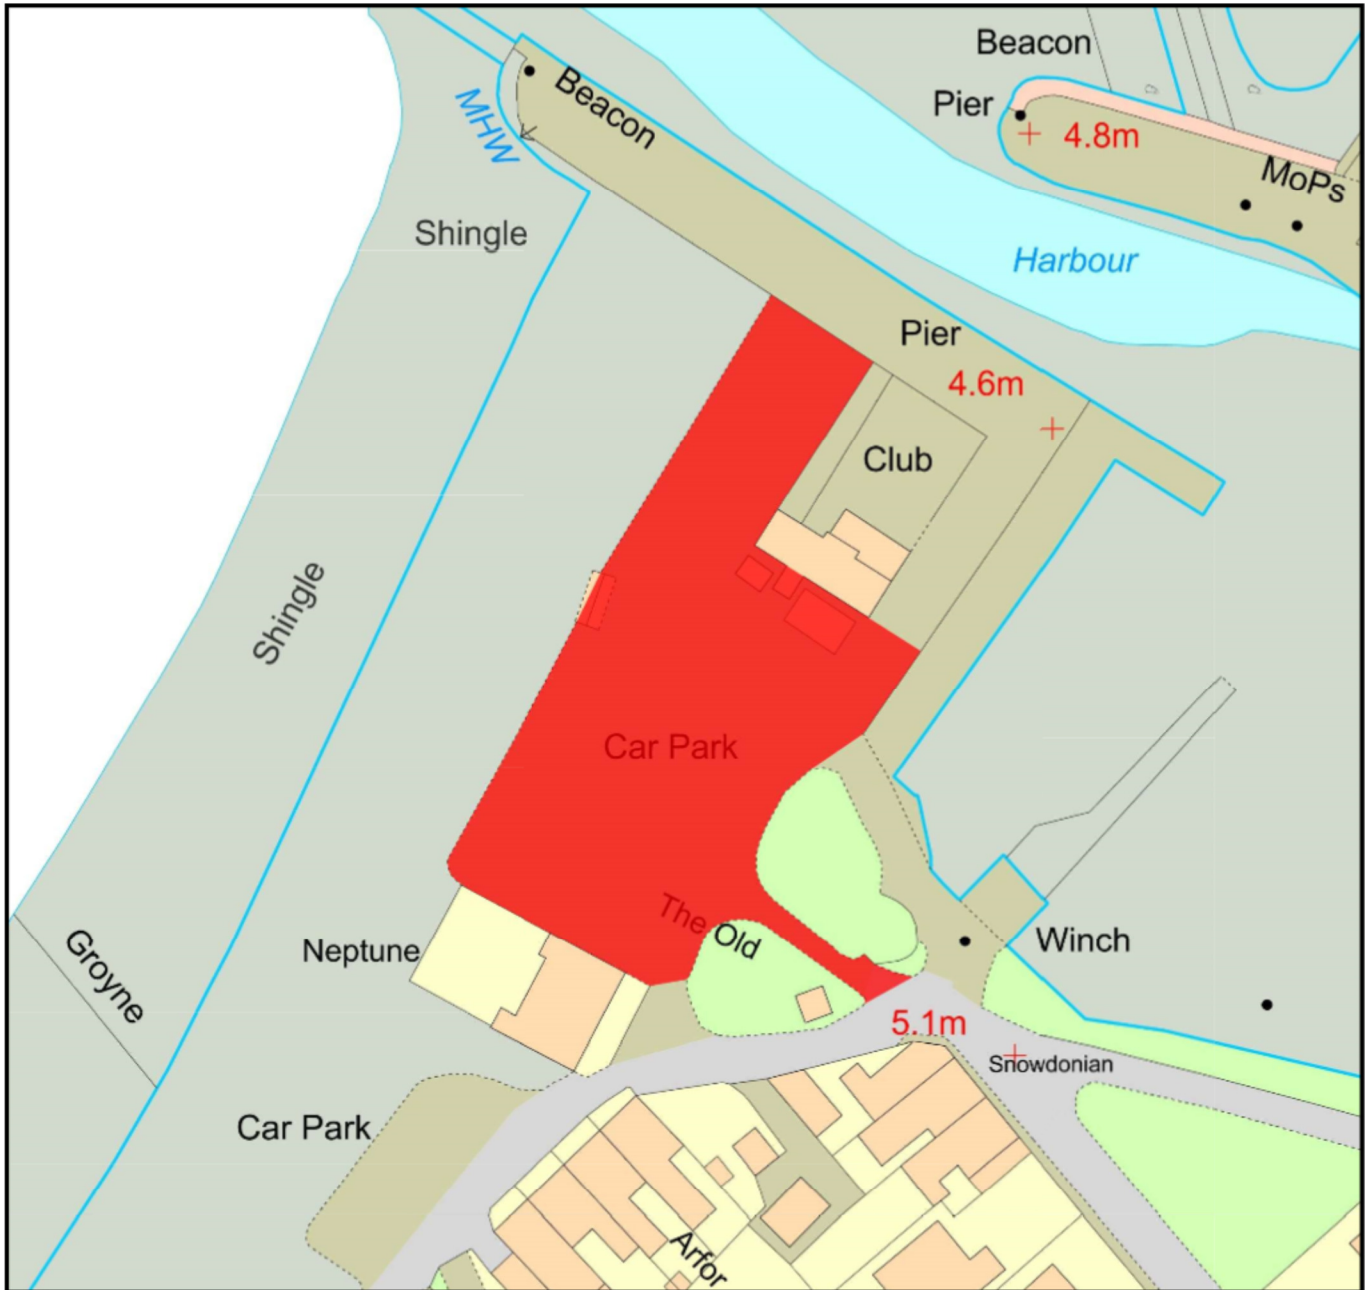 Beacon
Beacon
Pier
4.8m
MHW
MoPs
Shingle
Harbour
Pier
4.6m
Club
Shingle
Car Park
The Old
Neptune
Groyne
Winch
5.1m
Snowdonian
Car Park
Arfor